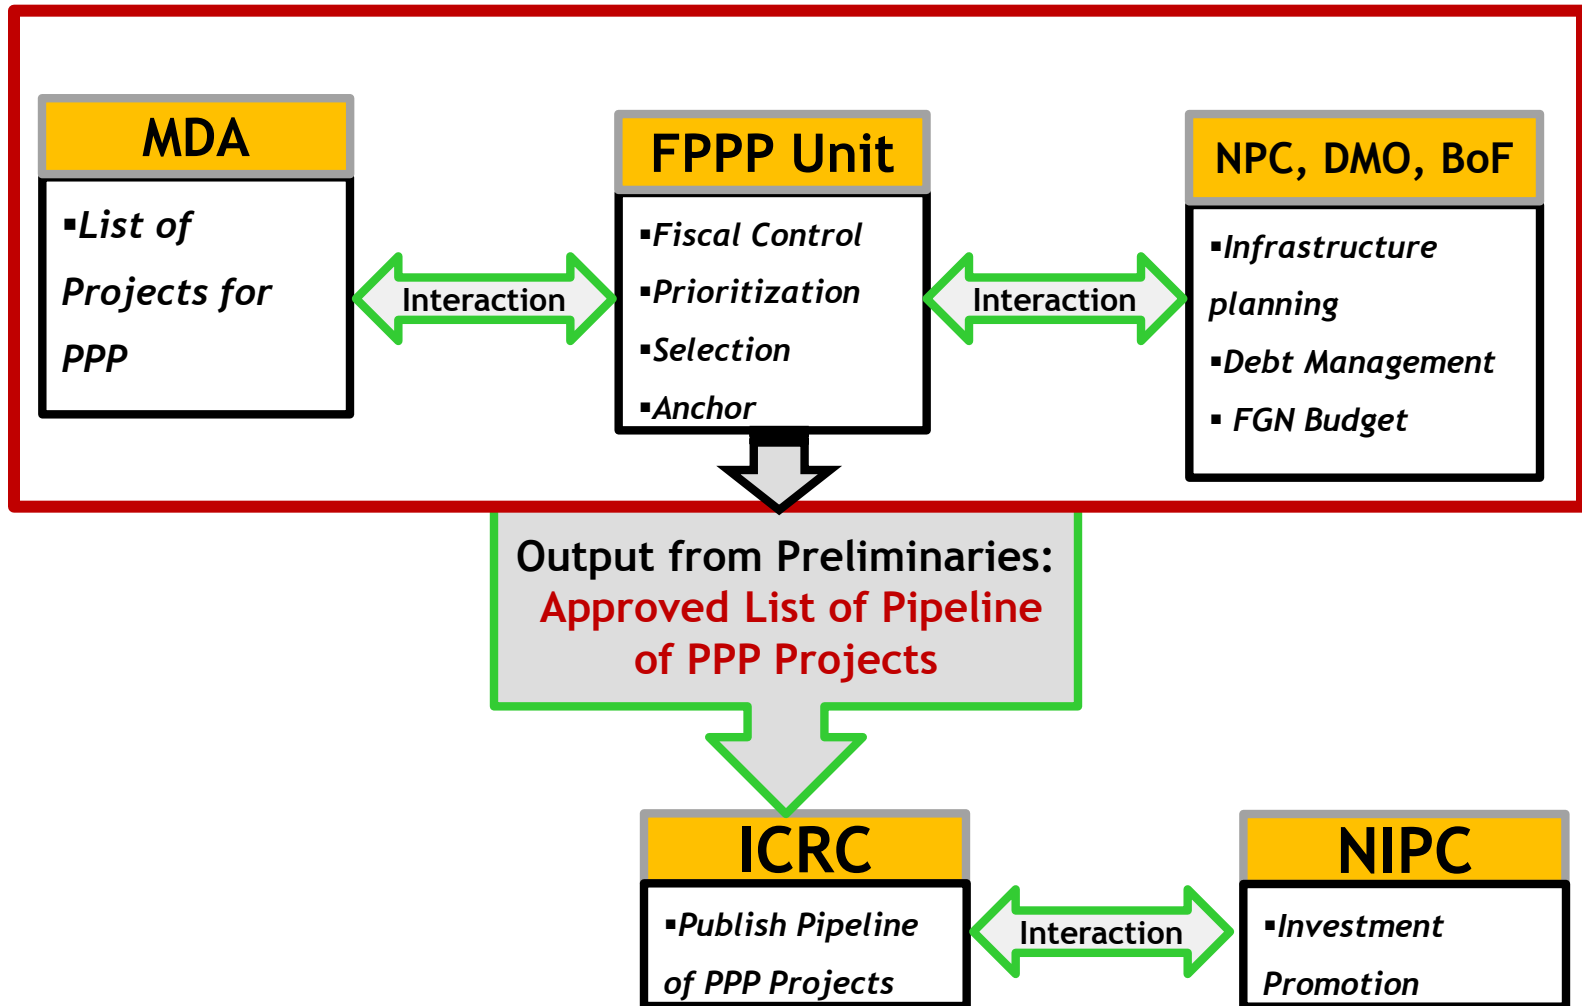 MDA
▪List of
Projects for
PPP
Interaction
FPPP Unit
▪Fiscal Control
▪Prioritization
▪Selection
▪Anchor
Interaction
NPC, DMO, BoF
▪Infrastructure
planning
▪Debt Management
▪ FGN Budget
Output from Preliminaries:
Approved List of Pipeline
of PPP Projects
ICRC
▪Publish Pipeline
of PPP Projects
Interaction
NIPC
▪Investment
Promotion